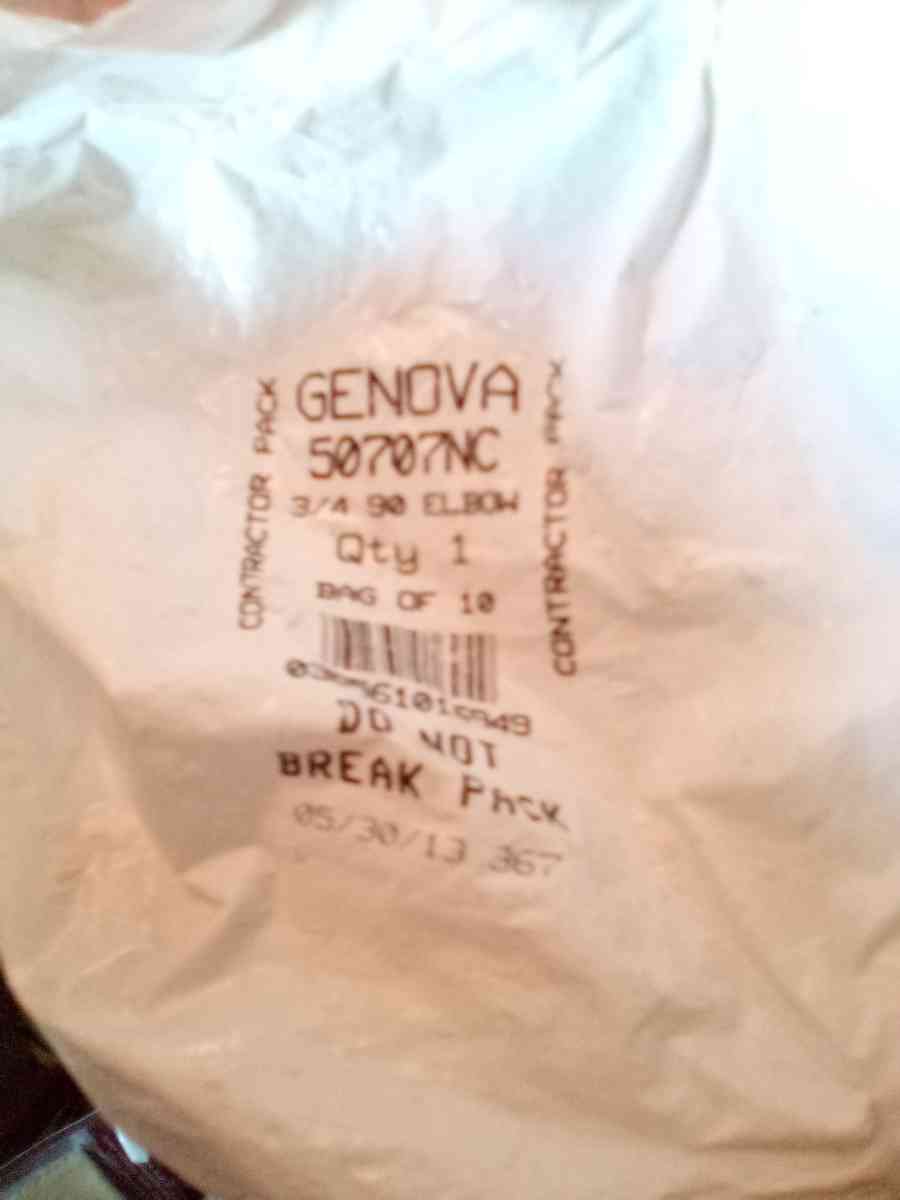 GENOVA
50707NC
3/4 90 ELBOW
Qty 1
BAG OF 10
DO NOT
BREAK PACK
05/30/13 367
CONTRACTOR PACK
CONTRACTOR PACK